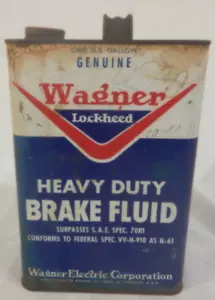 ONE U.S. GALLON
GENUINE
Wagner
Lockheed
HEAVY DUTY
BRAKE FLUID
SURPASSES S.A.E. SPEC. 70R1
CONFORMS TO FEDERAL SPEC. VV-H-910 AS N-61
Wagner Electric Corporation